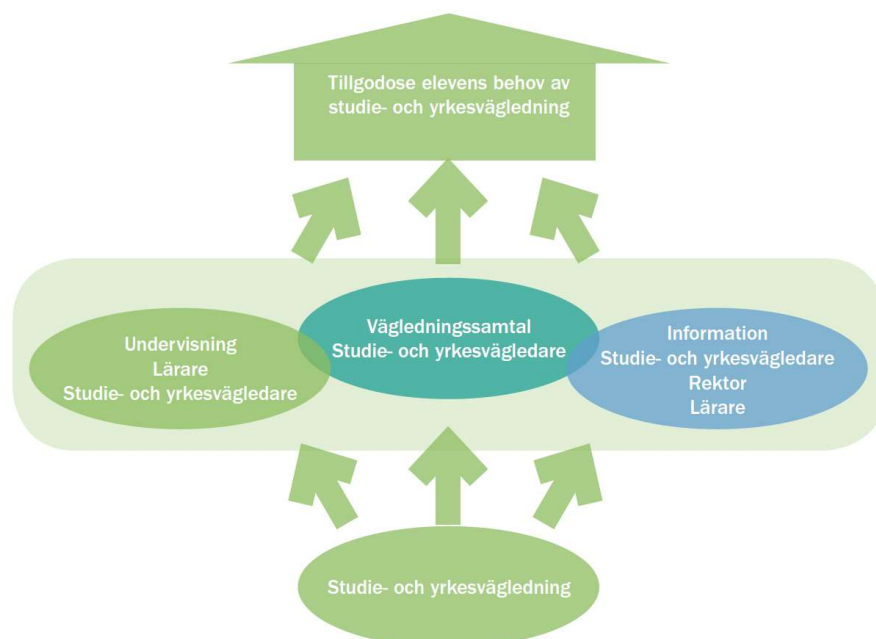 Tillgodose elevens behov av
studie- och yrkesvägledning
Undervisning
Lärare
Studie- och yrkesvägledare
Vägledningssamtal
Studie- och yrkesvägledare
Information
Studie- och yrkesvägledare
Rektor
Lärare
Studie- och yrkesvägledning